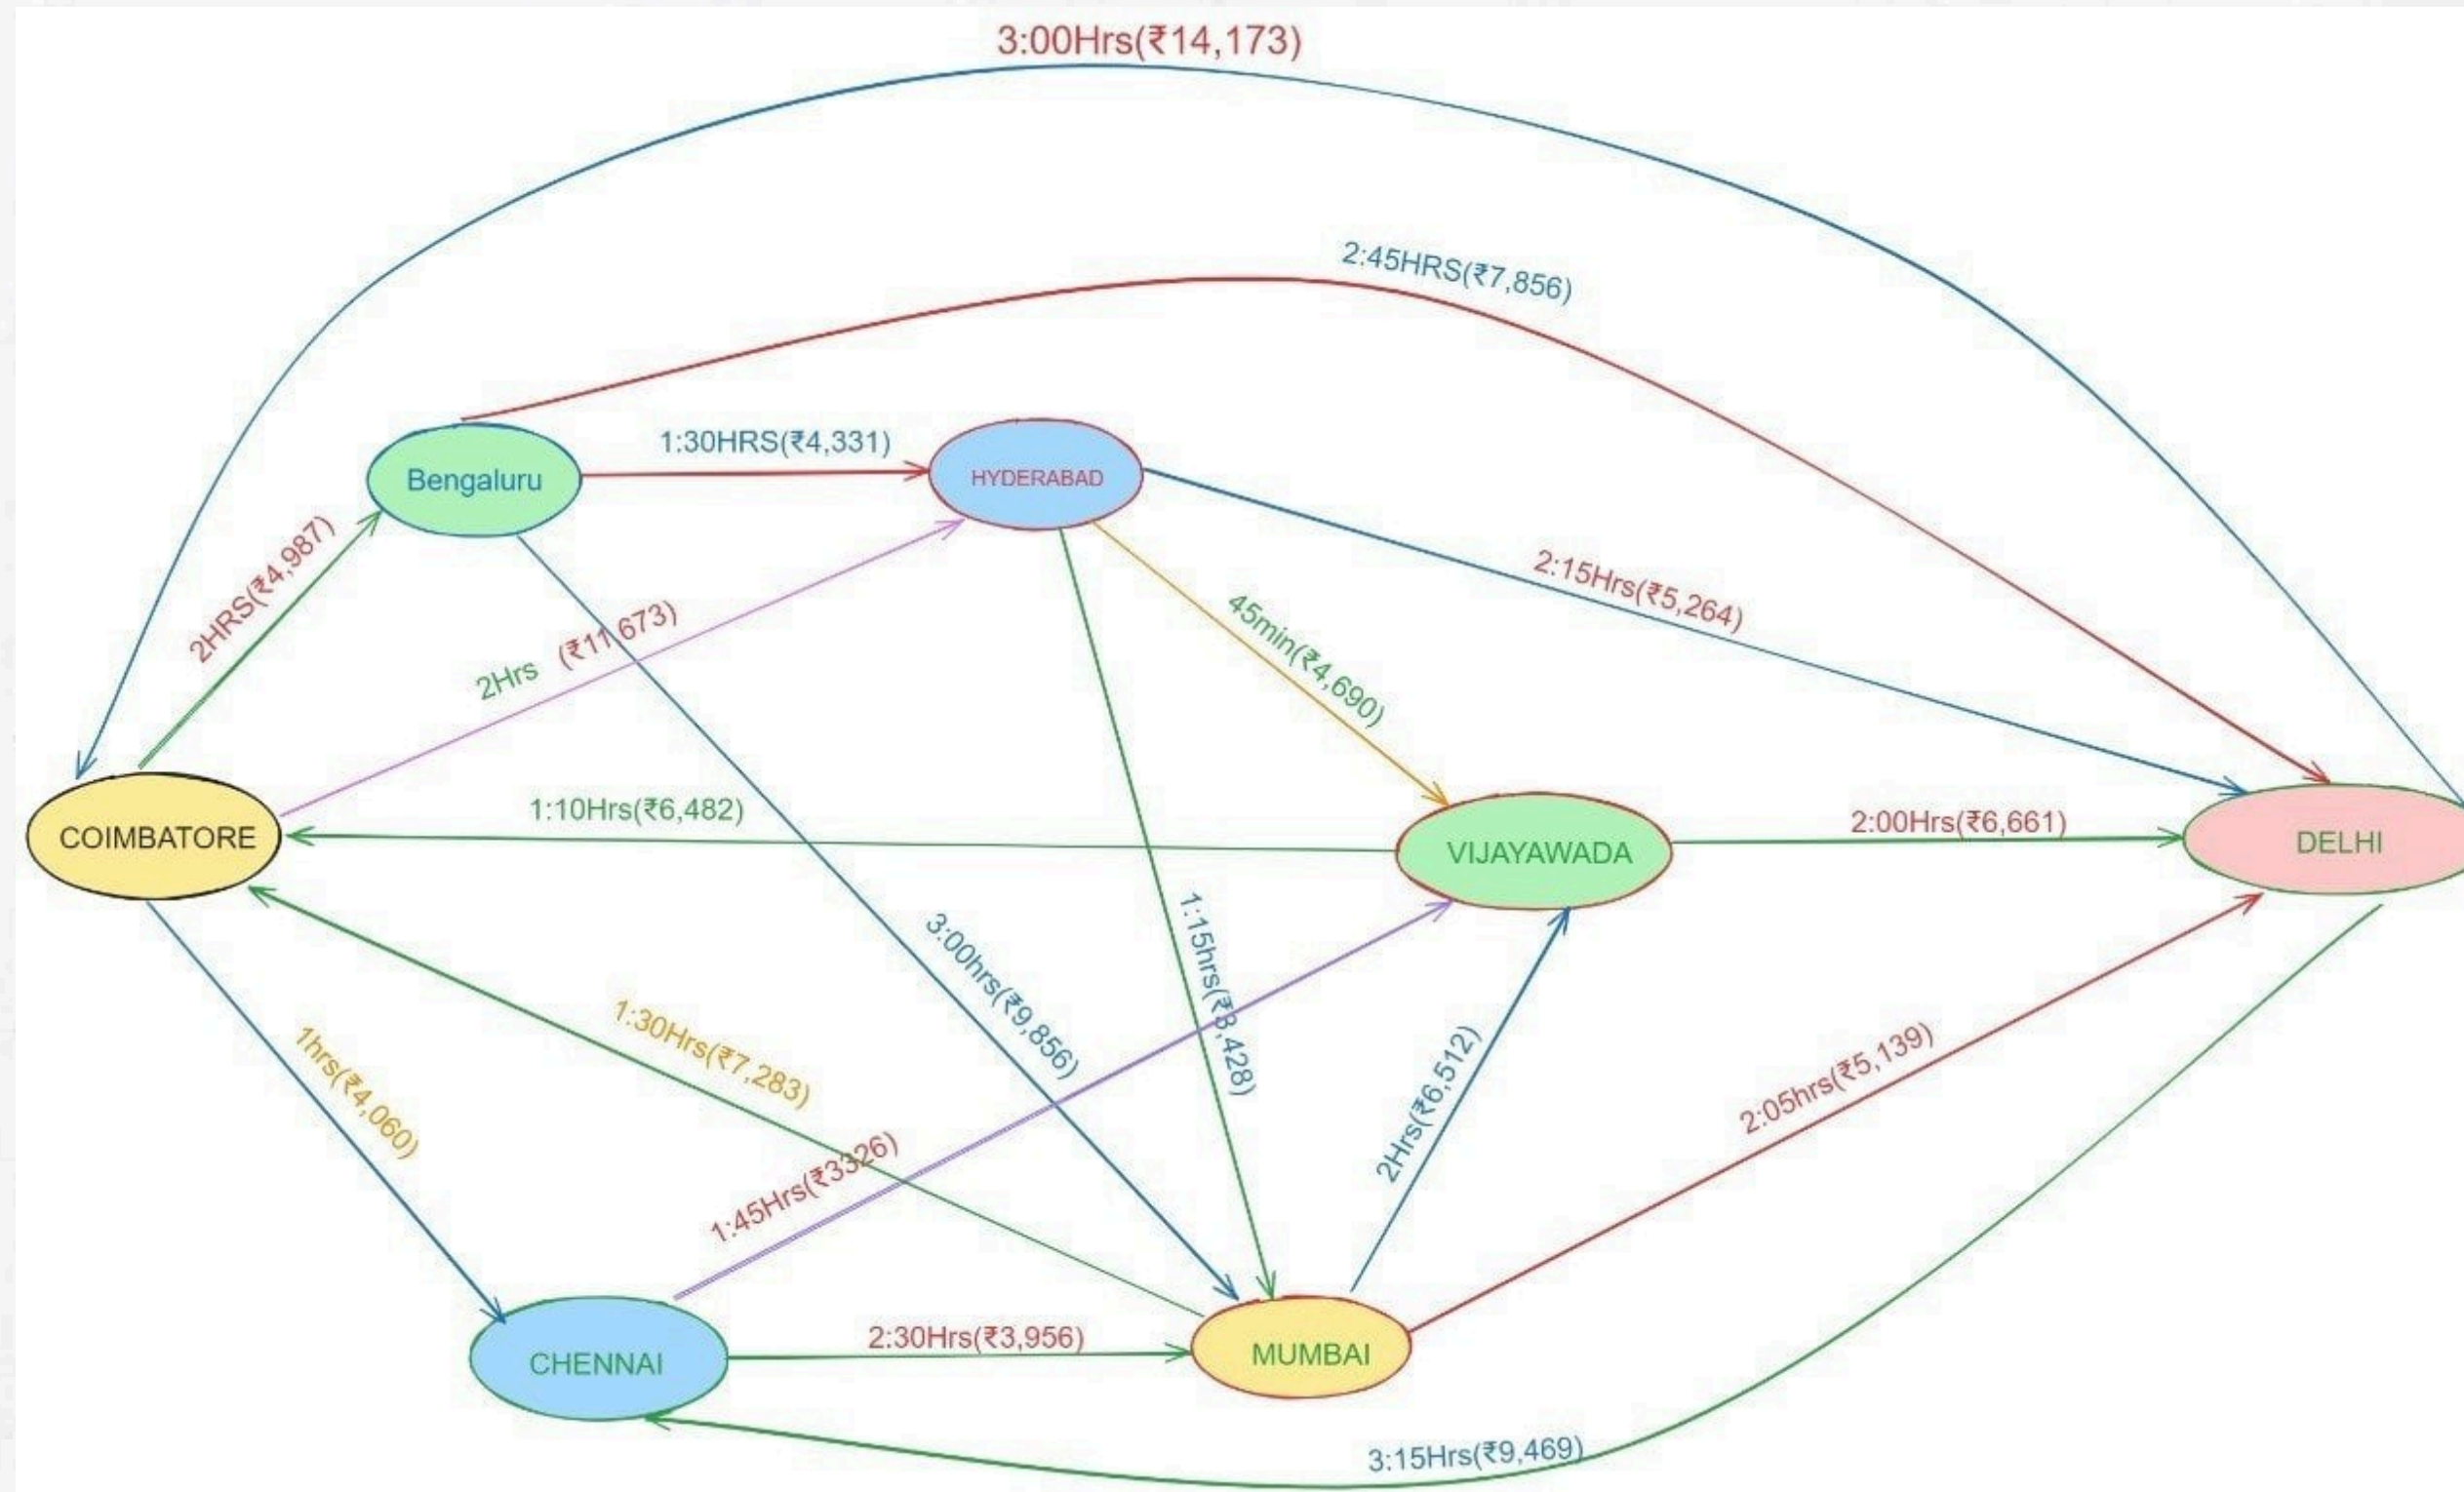 3:00Hrs(₹14,173)
2:45HRS(₹7,856)
1:30HRS(₹4,331)
Bengaluru
HYDERABAD
2HRS(₹4,987)
2:15Hrs(₹5,264)
2Hrs (₹11,673)
45min(₹4,690)
1:10Hrs(₹6,482)
2:00Hrs(₹6,661)
COIMBATORE
VIJAYAWADA
DELHI
3:00hrs(₹9,856)
1:15hrs(₹3,428)
1:30Hrs(₹7,283)
1hrs(₹4,060)
2Hrs(₹6,512)
2:05hrs(₹5,139)
1:45Hrs(₹3326)
2:30Hrs(₹3,956)
CHENNAI
MUMBAI
3:15Hrs(₹9,469)